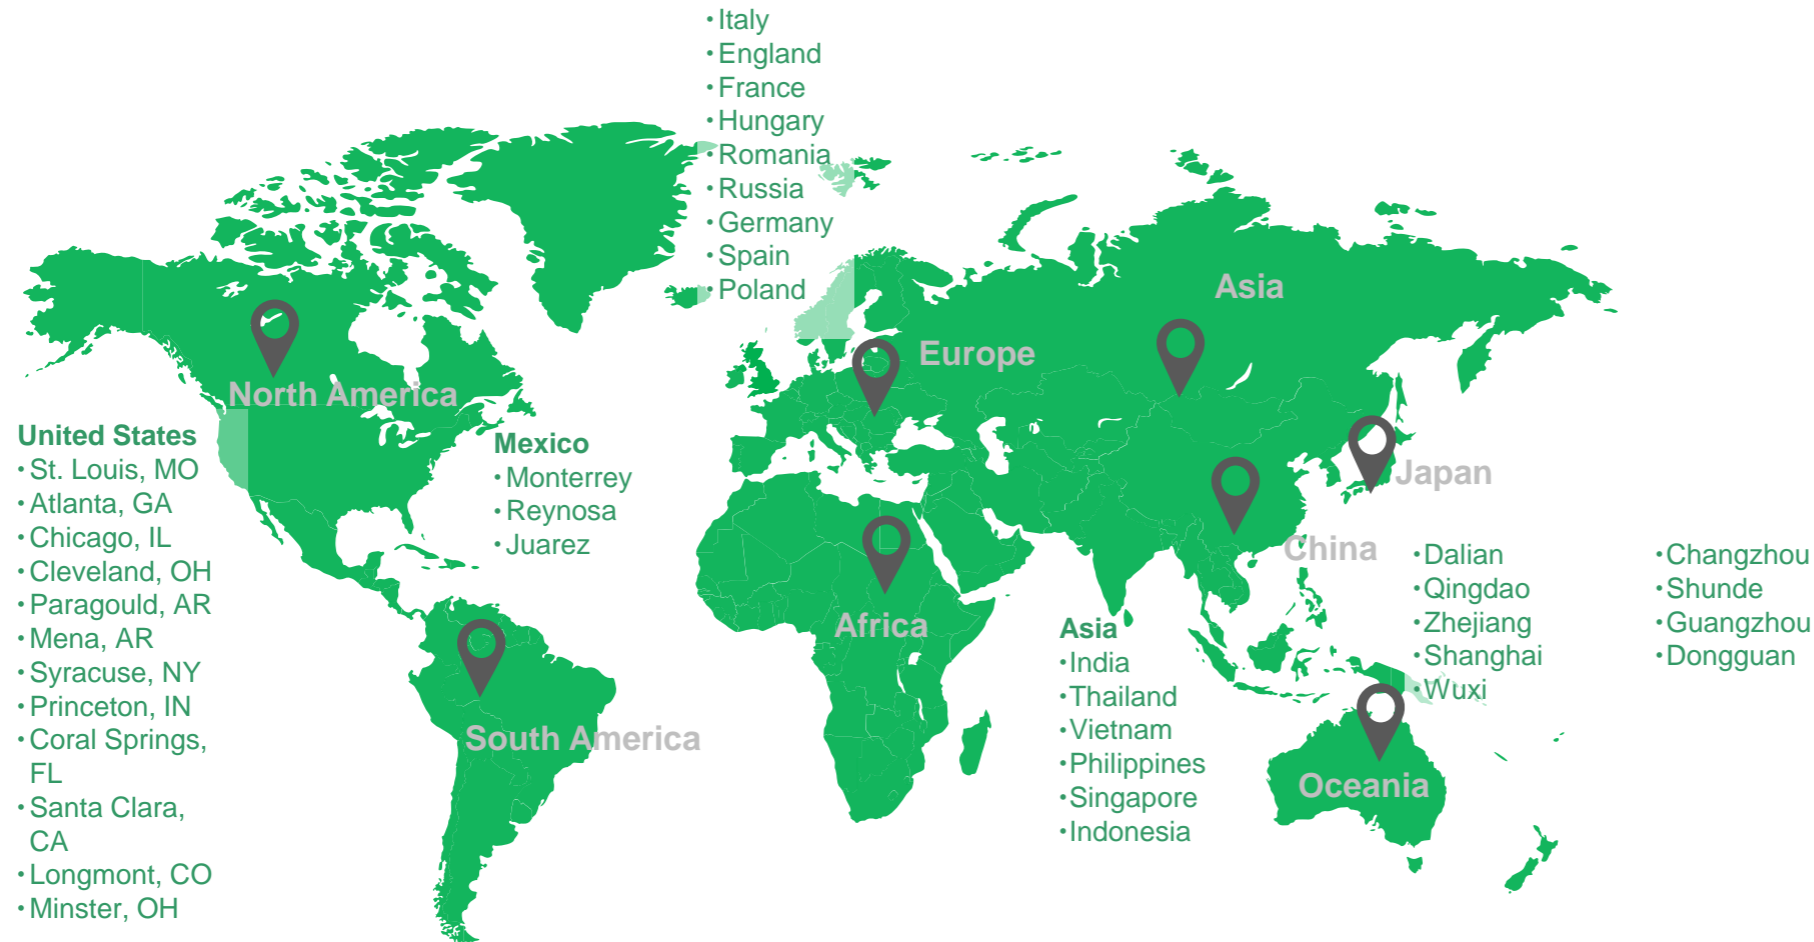 • Italy
• England
• France
• Hungary
• Romania
• Russia
• Germany
• Spain
• Poland
Asia
Europe
North America
United States
• St. Louis, MO
• Atlanta, GA
• Chicago, IL
• Cleveland, OH
• Paragould, AR
• Mena, AR
• Syracuse, NY
• Princeton, IN
• Coral Springs,
FL
• Santa Clara,
CA
• Longmont, CO
• Minster, OH
Mexico
• Monterrey
• Reynosa
• Juarez
Japan
China
• Dalian
• Qingdao
• Zhejiang
• Shanghai
• Wuxi
• Changzhou
• Shunde
• Guangzhou
• Dongguan
Africa
Asia
• India
• Thailand
• Vietnam
• Philippines
• Singapore
• Indonesia
South America
Oceania